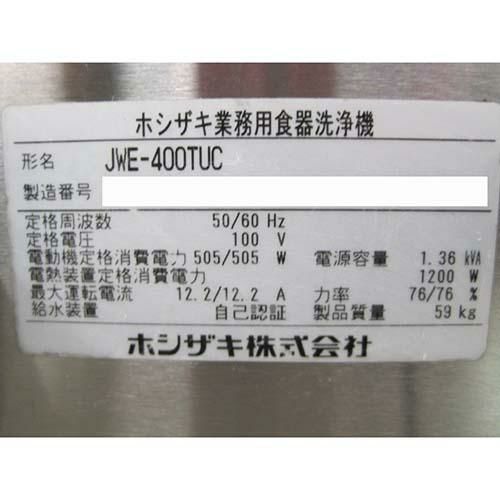 ホシザキ業務用食器洗浄機
形名 JWE-400TUC
製造番号
定格周波数 50/60 Hz
定格電圧 100 V
電動機定格消費電力 505/505 W 電源容量 1.36 kVA
電熱装置定格消費電力 1200 W
最大運転電流 12.2/12.2 A 力率 76/76 %
給水装置 自己認証 製品質量 59 kg
ホシザキ株式会社